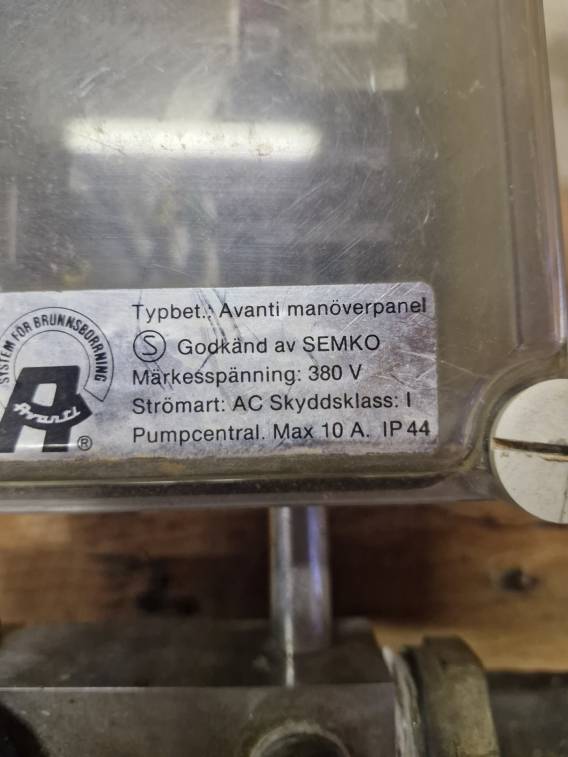 SYSTEM FÖR BRUNNSBORRNING
A
Avanti
®
Typbet.: Avanti manöverpanel
Ⓢ Godkänd av SEMKO
Märkesspänning: 380 V
Strömart: AC Skyddsklass: I
Pumpcentral. Max 10 A. IP 44